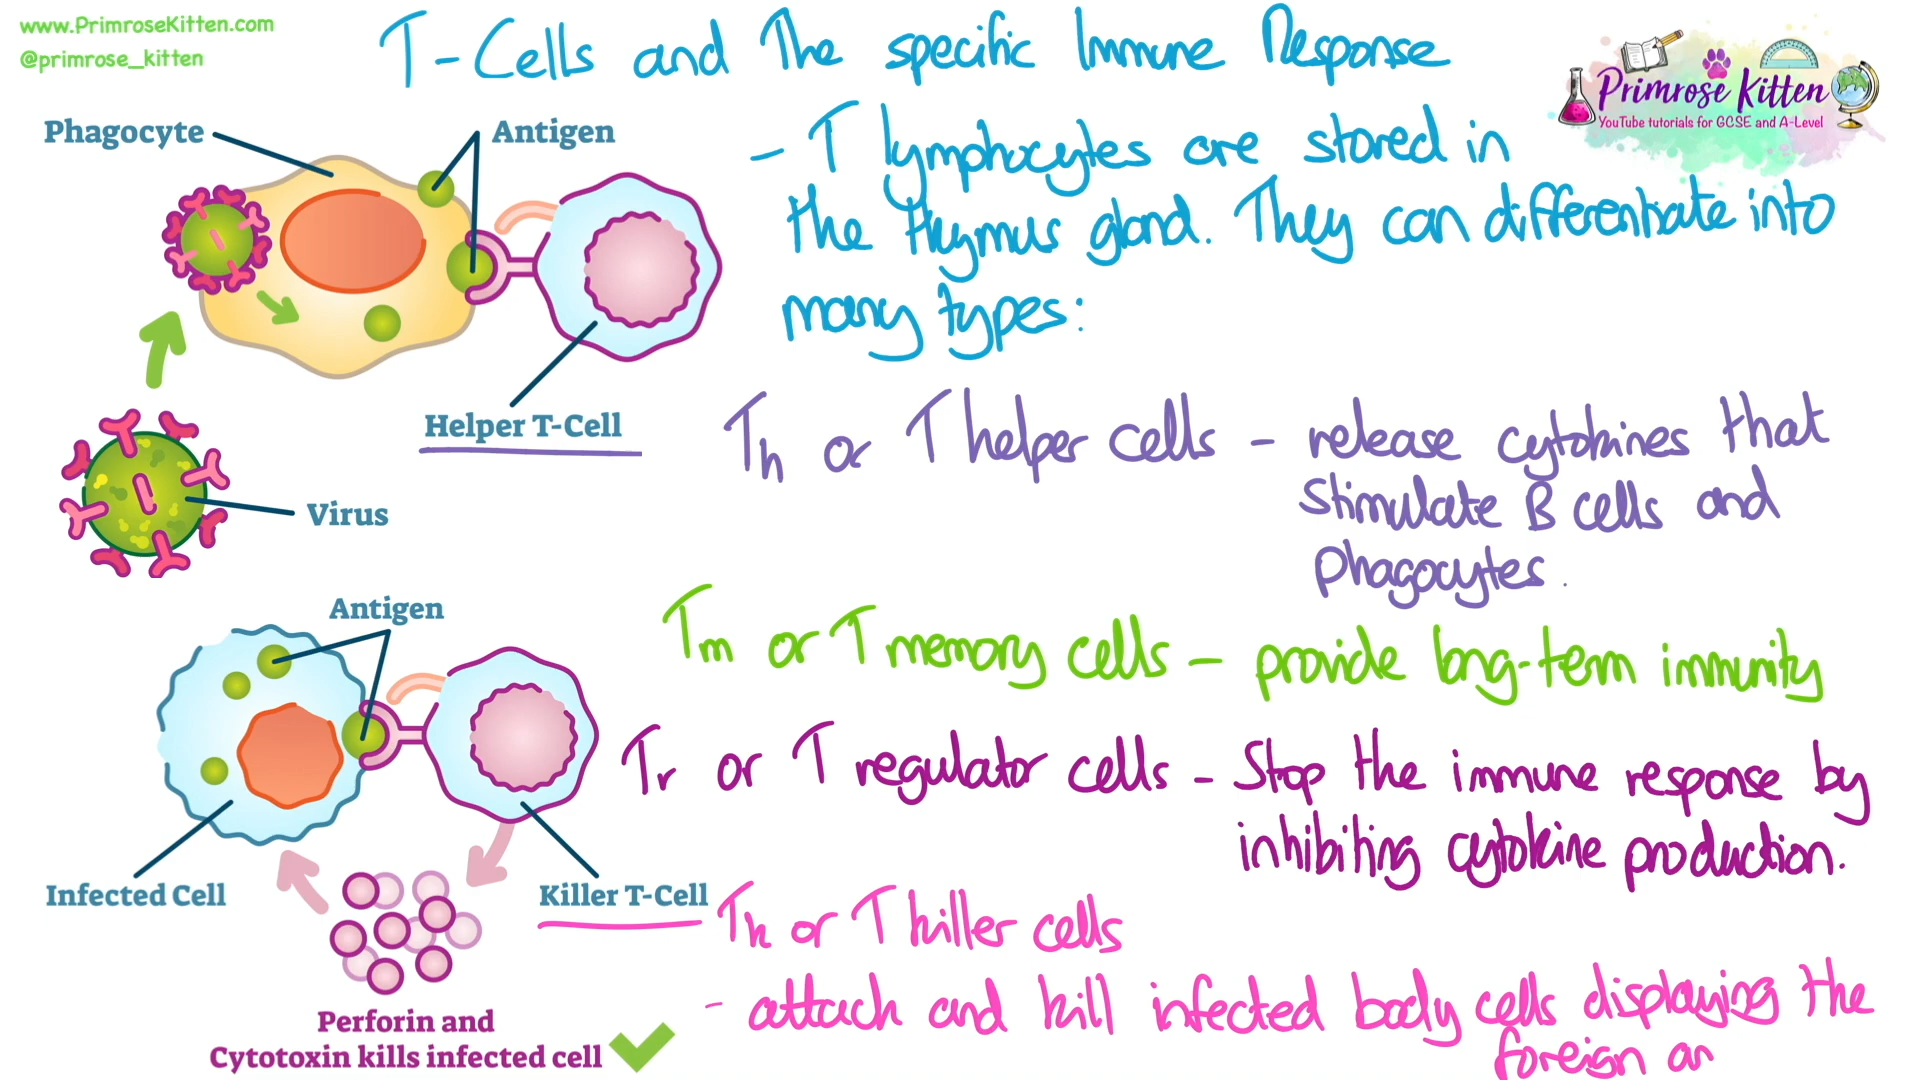 www.PrimroseKitten.com
@primrose_kitten
T-Cells and The specific Immune Response
Primrose Kitten
YouTube tutorials for GCSE and A-Level
Phagocyte
Antigen
- T lymphocytes are stored in
the thymus gland. They can differentiate into
many types:
Helper T-Cell
Th or T helper cells - release cytokines that
stimulate B cells and
phagocytes.
Virus
Antigen
Tm or T memory cells - provide long-term immunity
Tr or T regulator cells - Stop the immune response by
inhibiting cytokine production.
Infected Cell
Killer T-Cell
Tk or T killer cells
- attach and kill infected body cells displaying the
foreign an
Perforin and
Cytotoxin kills infected cell